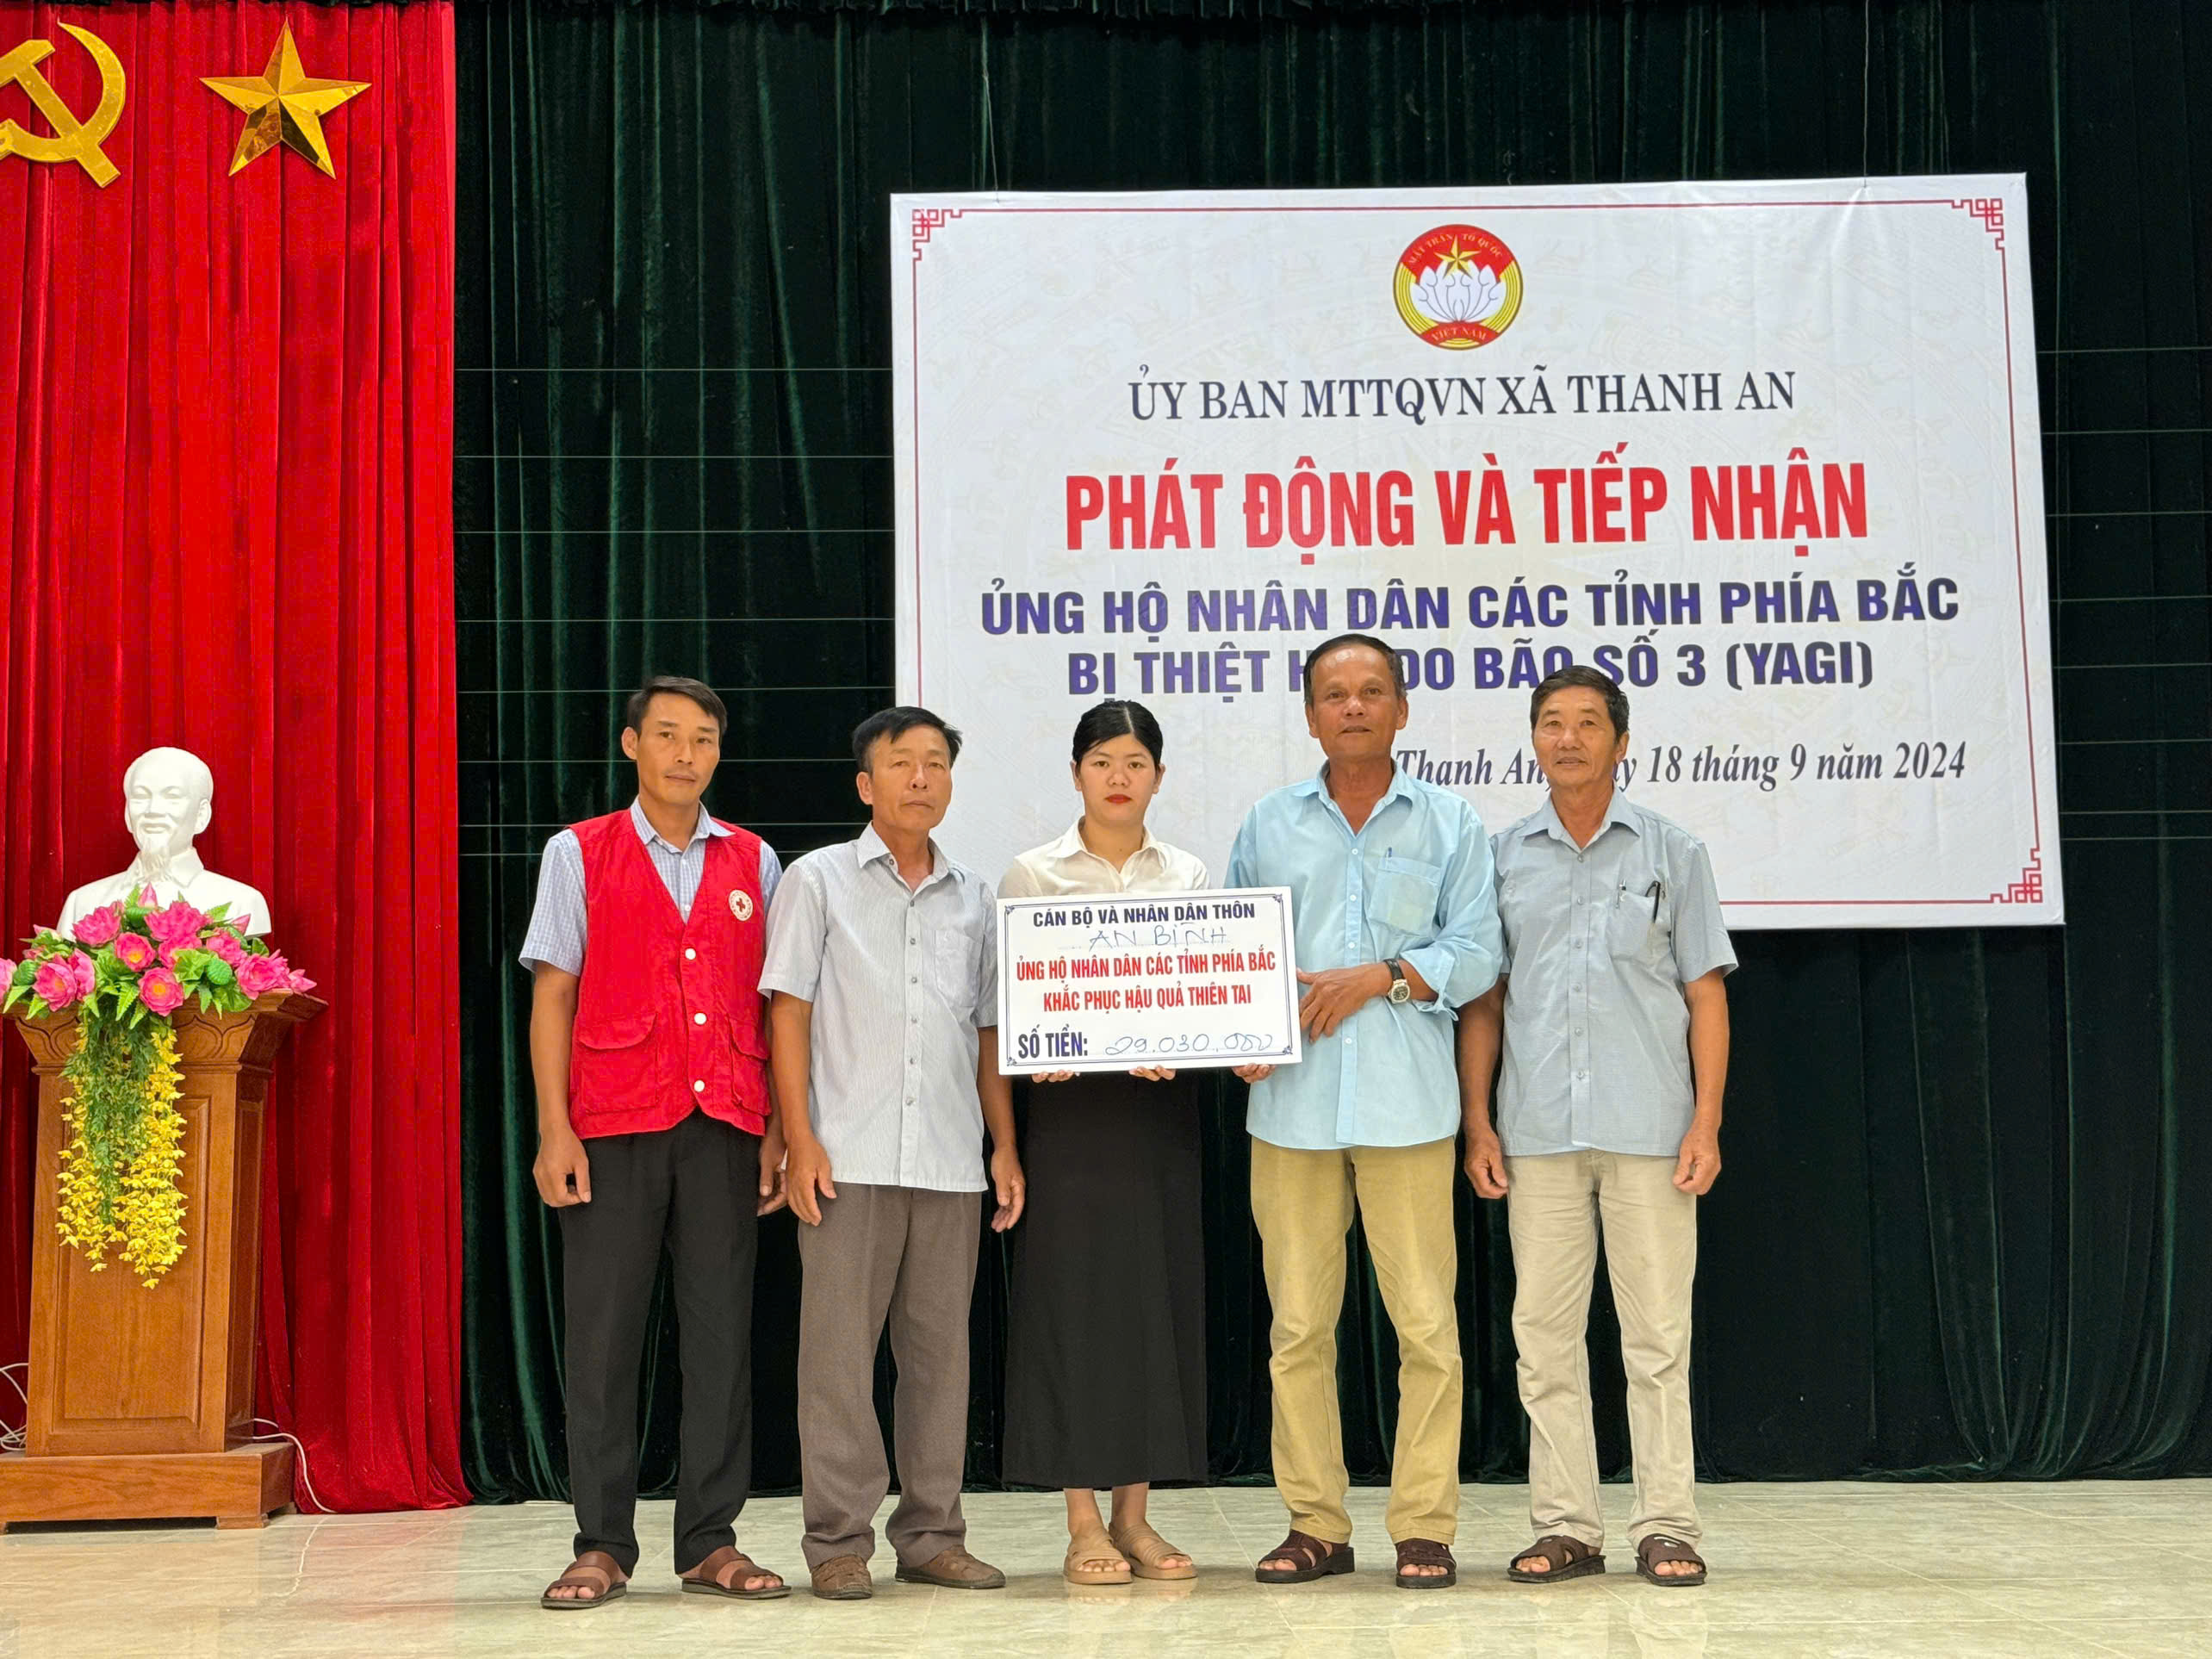 MẶT TRẬN TỔ QUỐC
VIỆT NAM
ỦY BAN MTTQVN XÃ THANH AN
PHÁT ĐỘNG VÀ TIẾP NHẬN
ỦNG HỘ NHÂN DÂN CÁC TỈNH PHÍA BẮC
BỊ THIỆT DO BÃO SỐ 3 (YAGI)
Thanh An, 18 tháng 9 năm 2024
CÁN BỘ VÀ NHÂN DÂN THÔN
AN BÌNH
ỦNG HỘ NHÂN DÂN CÁC TỈNH PHÍA BẮC
KHẮC PHỤC HẬU QUẢ THIÊN TAI
SỐ TIỀN: 29.030.000